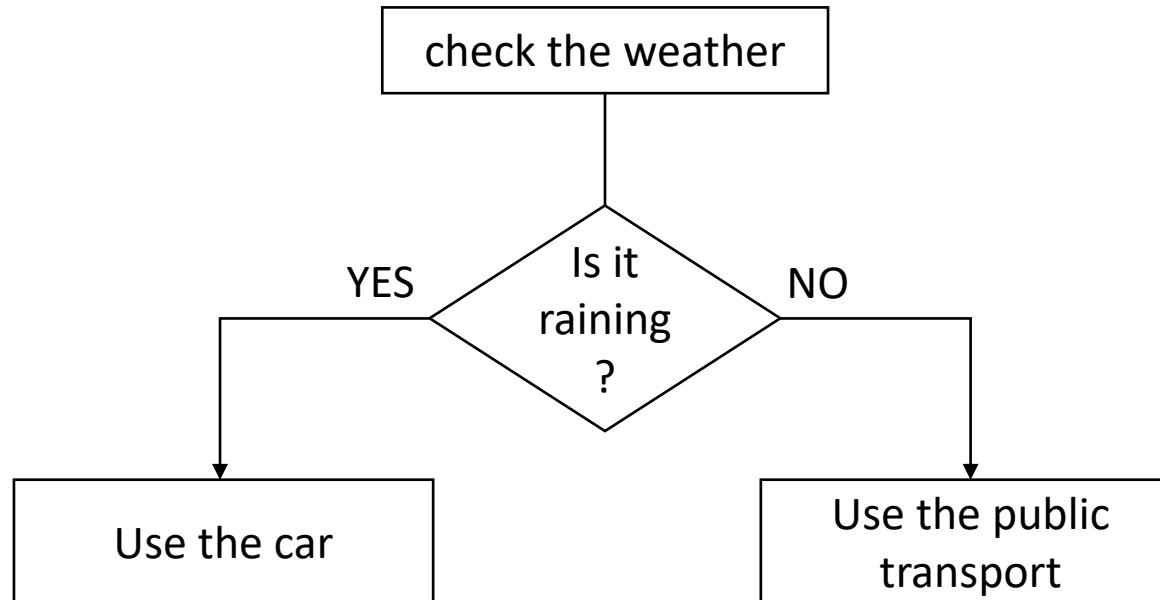 check the weather
Is it
raining
?
YES
NO
Use the car
Use the public
transport